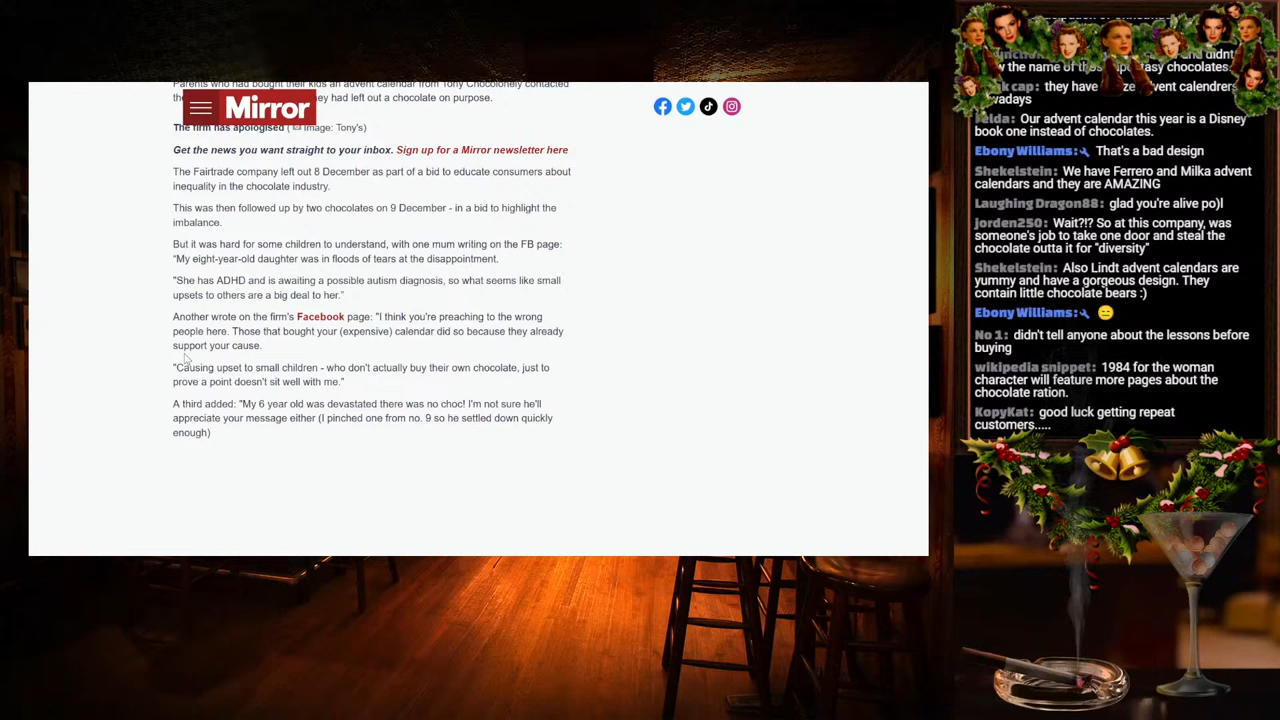 Parents who had bought their kids an advent calendar from Tony Chocolonely contacted
the
ey had left out a chocolate on purpose.
Mirror
The firm has apologised ( Image: Tony's)
Get the news you want straight to your inbox. Sign up for a Mirror newsletter here
The Fairtrade company left out 8 December as part of a bid to educate consumers about
inequality in the chocolate industry.
This was then followed up by two chocolates on 9 December - in a bid to highlight the
imbalance.
But it was hard for some children to understand, with one mum writing on the FB page:
“My eight-year-old daughter was in floods of tears at the disappointment.
"She has ADHD and is awaiting a possible autism diagnosis, so what seems like small
upsets to others are a big deal to her.”
Another wrote on the firm's Facebook page: "I think you're preaching to the wrong
people here. Those that bought your (expensive) calendar did so because they already
support your cause.
"Causing upset to small children - who don't actually buy their own chocolate, just to
prove a point doesn't sit well with me."
A third added: "My 6 year old was devastated there was no choc! I'm not sure he'll
appreciate your message either (I pinched one from no. 9 so he settled down quickly
enough)
and didnt
the name of
chocolates.
cap: they have advent calendrers
Our advent calendar this year is a Disney
book one instead of chocolates.
Ebony Williams: That's a bad design
Shekelstein: We have Ferrero and Milka advent
calendars and they are AMAZING
Laughing Dragon88: glad you're alive po)l
jorden250: Wait?!? So at this company, was
someone's job to take one door and steal the
chocolate outta it for "diversity"
Shekelstein: Also Lindt advent calendars are
yummy and have a gorgeous design. They
contain little chocolate bears :)
Ebony Williams: 😑
No 1: didn't tell anyone about the lessons before
buying
wikipedia snippet: 1984 for the woman
character will feature more pages about the
chocolate ration.
KopyKat: good luck getting repeat
customers.....